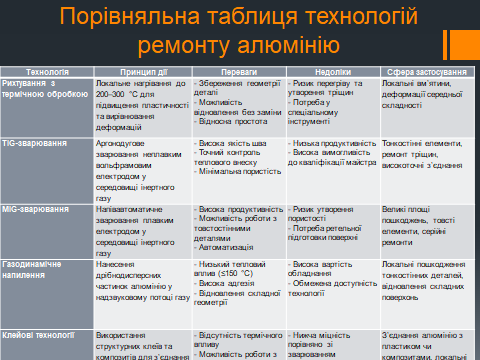 Порівняльна таблиця технологій
ремонту алюмінію
Технологія Принцип дії Переваги Недоліки Сфера застосування
Рихтування з
термічною обробкою
Локальне нагрівання до
200–300 °C для
підвищення пластичності
та вирівнювання
деформацій
- Збереження геометрії
деталі
- Можливість
відновлення без заміни
- Відносна простота
- Ризик перегріву та
утворення тріщин
- Потреба у
спеціальному
інструменті
Локальні вм'ятини,
деформації середньої
складності
TIG-зварювання
Аргонодугове
зварювання неплавким
вольфрамовим
електродом у
середовищі інертного
газу
- Висока якість шва
- Точний контроль
теплового внеску
- Мінімальна пористість
- Низька продуктивність
- Висока вимогливість
до кваліфікації майстра
Тонкостінні елементи,
ремонт тріщин,
високоточні з'єднання
MIG-зварювання
Напівавтоматичне
зварювання плавким
електродом у
середовищі інертного
газу
- Висока продуктивність
- Можливість роботи з
товстостінними
деталями
- Автоматизація
- Ризик утворення
пористості
- Потреба ретельної
підготовки поверхні
Великі площі
пошкоджень, товсті
елементи, серійні
ремонти
Газодинамічне
напилення
Нанесення
дрібнодисперсних
частинок алюмінію у
надзвуковому потоці газу
- Низький тепловий
вплив (≤150 °C)
- Висока адгезія
- Відновлення складної
геометрії
- Висока вартість
обладнання
- Обмежена доступність
технології
Локальні пошкодження
тонкостінних деталей,
відновлення складних
поверхонь
Клейові технології
Використання
структурних клеїв та
композитів для з'єднання
- Відсутність термічного
впливу
- Можливість роботи з
- Нижча міцність
порівняно зі
зварюванням
З'єднання алюмінію з
пластиком чи
композитами, локальні